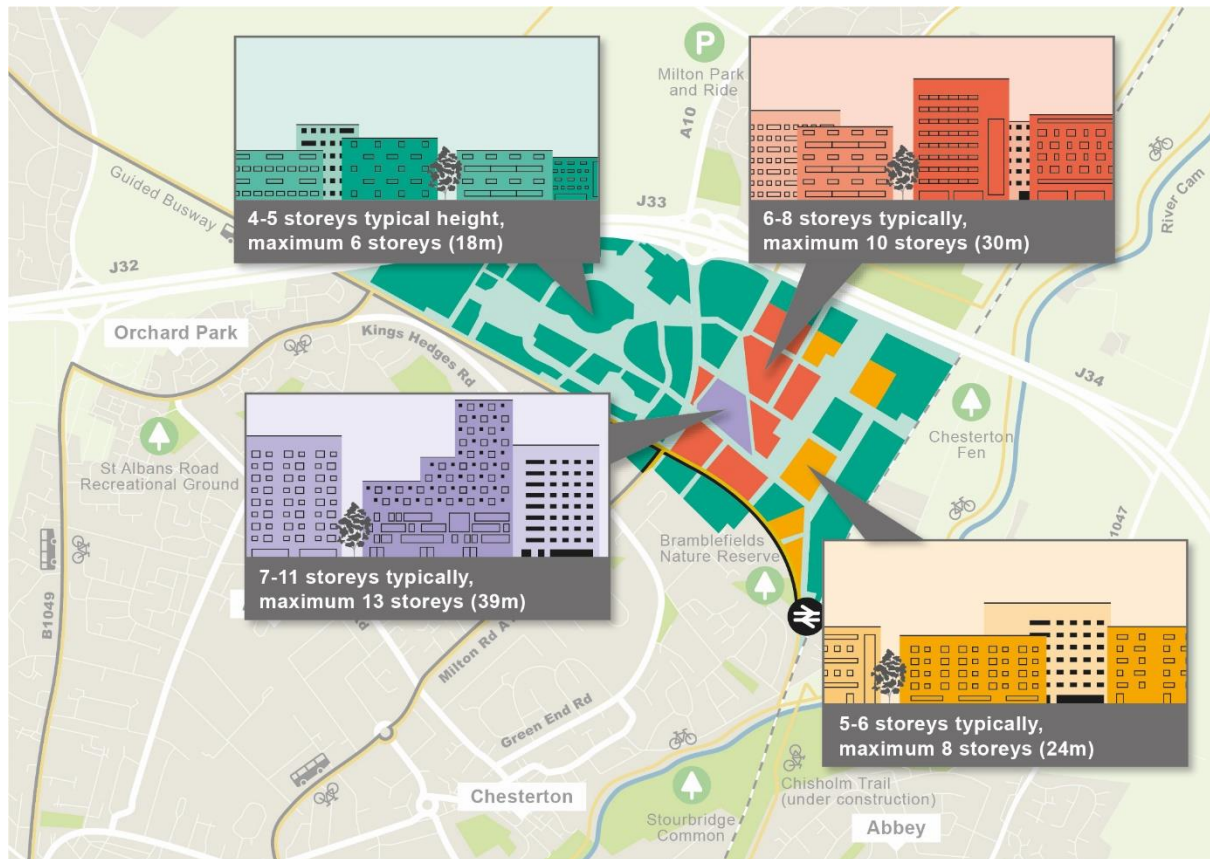 P
Milton Park
and Ride
A10
Guided Busway
J33
River Cam
4-5 storeys typical height,
maximum 6 storeys (18m)
6-8 storeys typically,
maximum 10 storeys (30m)
J32
Orchard Park
Kings Hedges Rd
J34
St Albans Road
Recreational Ground
Chesterton
Fen
7-11 storeys typically,
maximum 13 storeys (39m)
Bramblefields
Nature Reserve
1047
B1049
Milton Rd
Green End Rd
5-6 storeys typically,
maximum 8 storeys (24m)
Chisholm Trail
(under construction)
Chesterton
Stourbridge
Common
Abbey